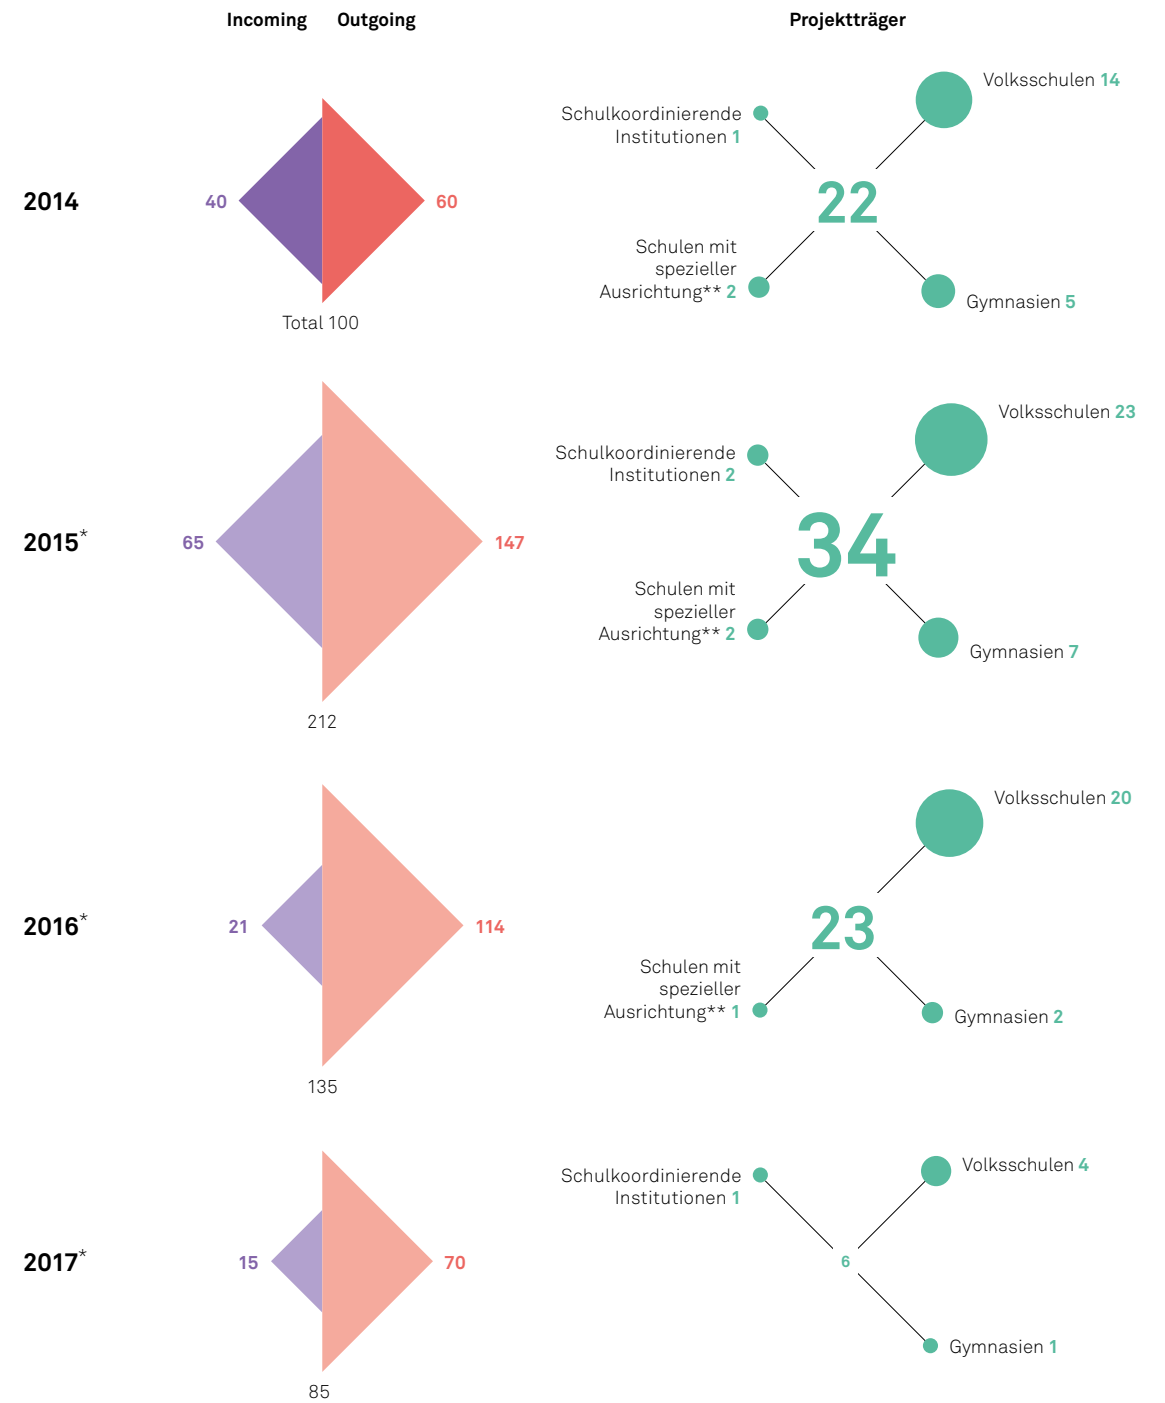 Incoming Outgoing Projektträger
2014
40
60
Total 100
Schulkoordinierende
Institutionen 1
Volksschulen 14
22
Schulen mit
spezieller
Ausrichtung** 2
Gymnasien 5
2015*
65
147
212
Schulkoordinierende
Institutionen 2
Volksschulen 23
34
Schulen mit
spezieller
Ausrichtung** 2
Gymnasien 7
2016*
21
114
135
Volksschulen 20
23
Schulen mit
spezieller
Ausrichtung** 1
Gymnasien 2
2017*
15
70
85
Schulkoordinierende
Institutionen 1
Volksschulen 4
6
Gymnasien 1